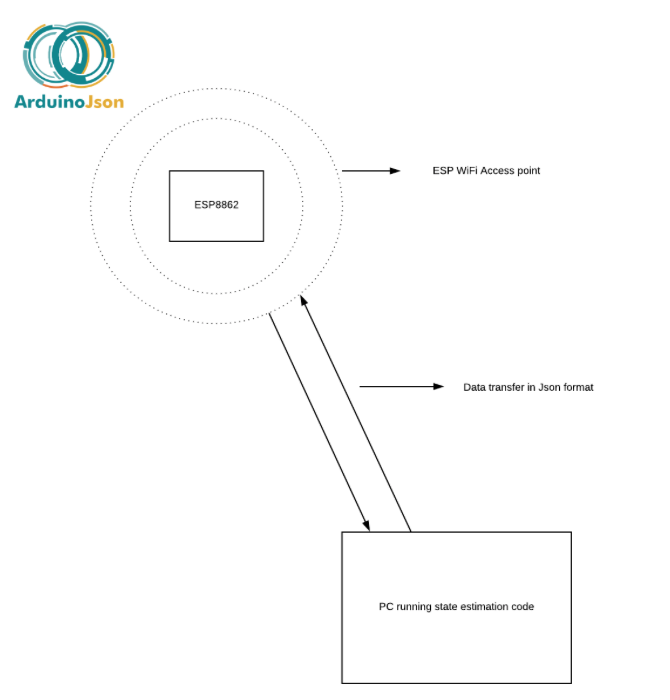 ArduinoJson
ESP WiFi Access point
ESP8862
Data transfer in Json format
PC running state estimation code